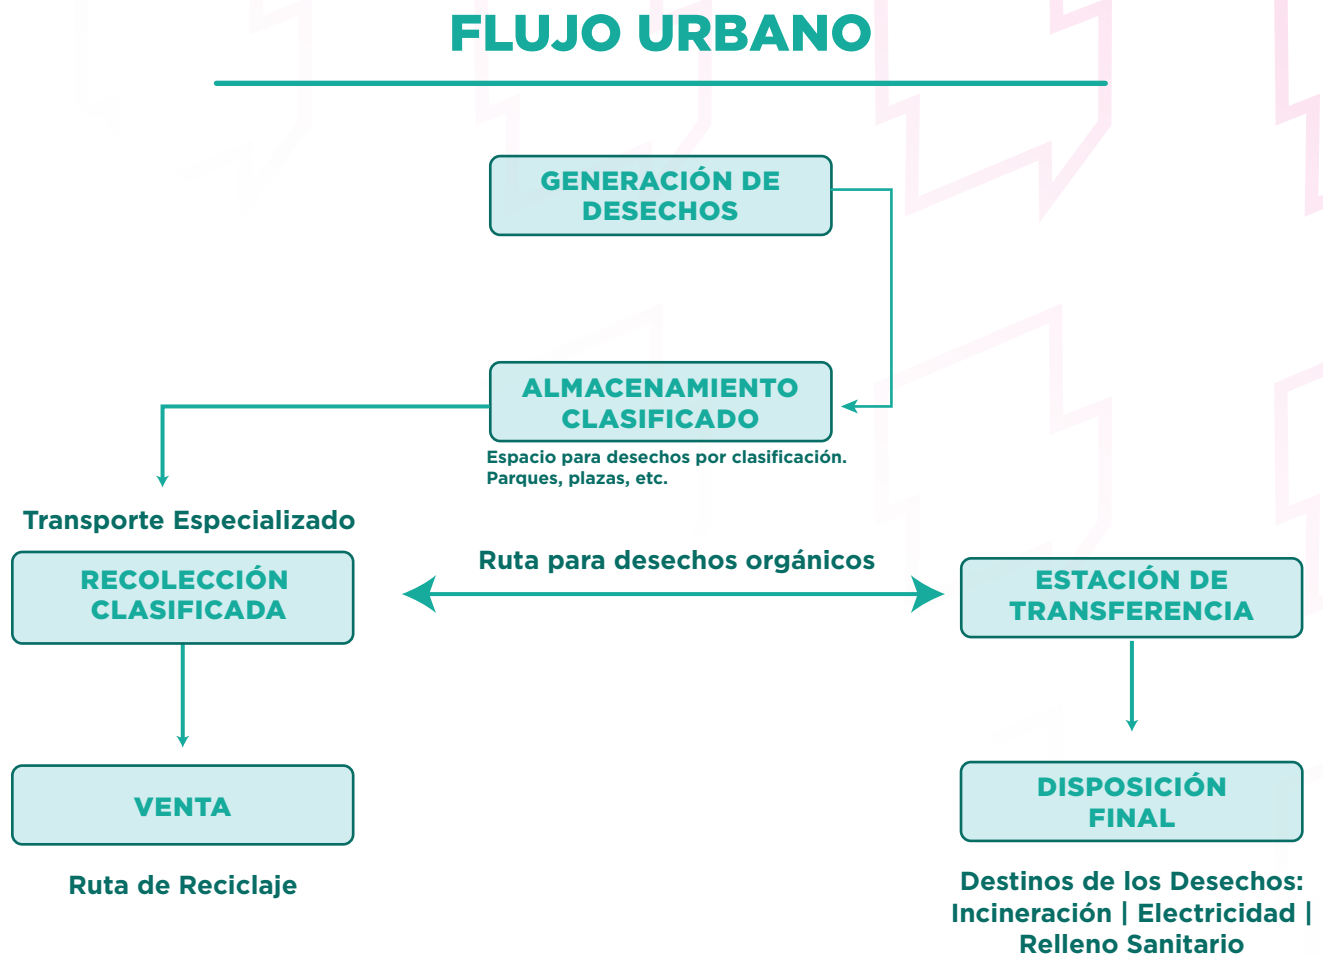 FLUJO URBANO
GENERACIÓN DE
DESECHOS
ALMACENAMIENTO
CLASIFICADO
Espacio para desechos por clasificación.
Parques, plazas, etc.
Transporte Especializado
RECOLECCIÓN
CLASIFICADA
Ruta para desechos orgánicos
ESTACIÓN DE
TRANSFERENCIA
VENTA
Ruta de Reciclaje
DISPOSICIÓN
FINAL
Destinos de los Desechos:
Incineración | Electricidad |
Relleno Sanitario